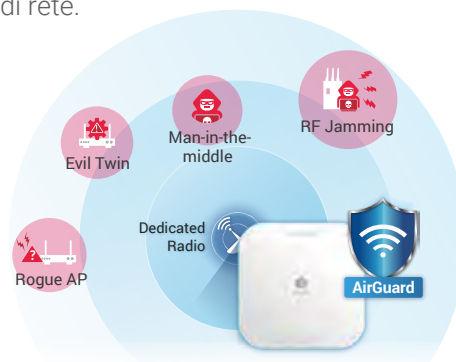 di rete.
RF Jamming
Man-in-the-
middle
Evil Twin
Dedicated
Radio
Rogue AP
AirGuard